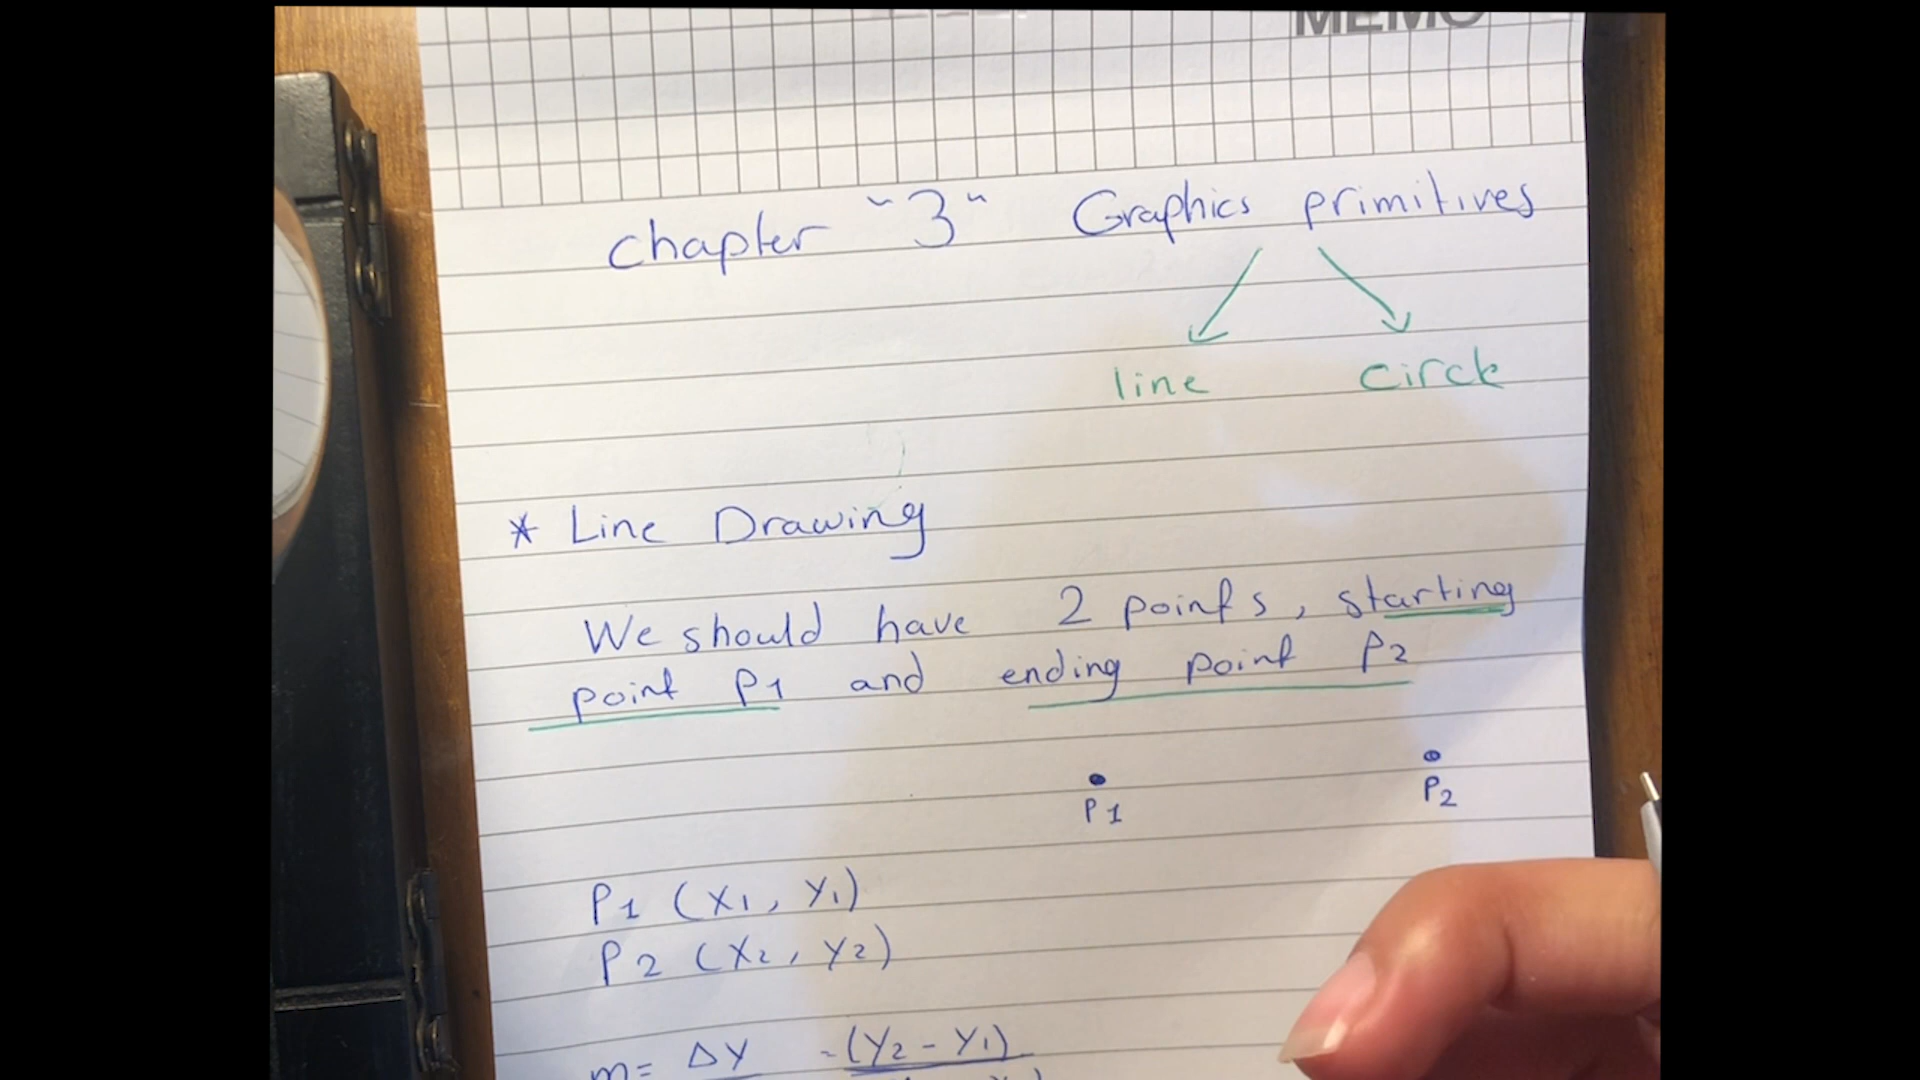 MEMO
chapter "3" Graphics primitives
line circle
* Line Drawing
We should have 2 points, starting
point P1 and ending point P2
P1 P2
P1 (X1, Y1)
P2 (X2, Y2)
m = ΔY = (Y2 - Y1)